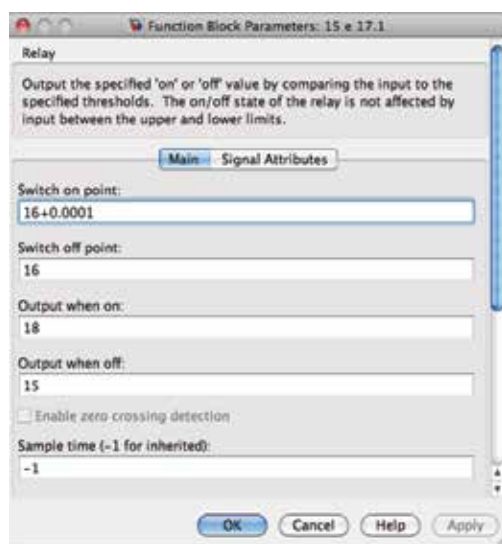 Function Block Parameters: 15 e 17.1
Relay
Output the specified 'on' or 'off' value by comparing the input to the
specified thresholds. The on/off state of the relay is not affected by
input between the upper and lower limits.
Main Signal Attributes
Switch on point:
16+0.0001
Switch off point:
16
Output when on:
18
Output when off:
15
Enable zero crossing detection
Sample time (-1 for inherited):
-1
OK Cancel Help Apply